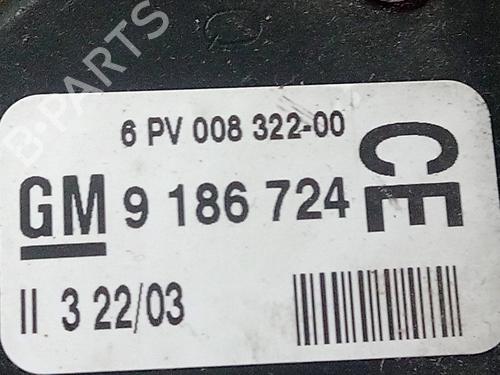 B-PARTS
6 PV 008 322-00
GM 9 186 724
CE
II 3 22/03